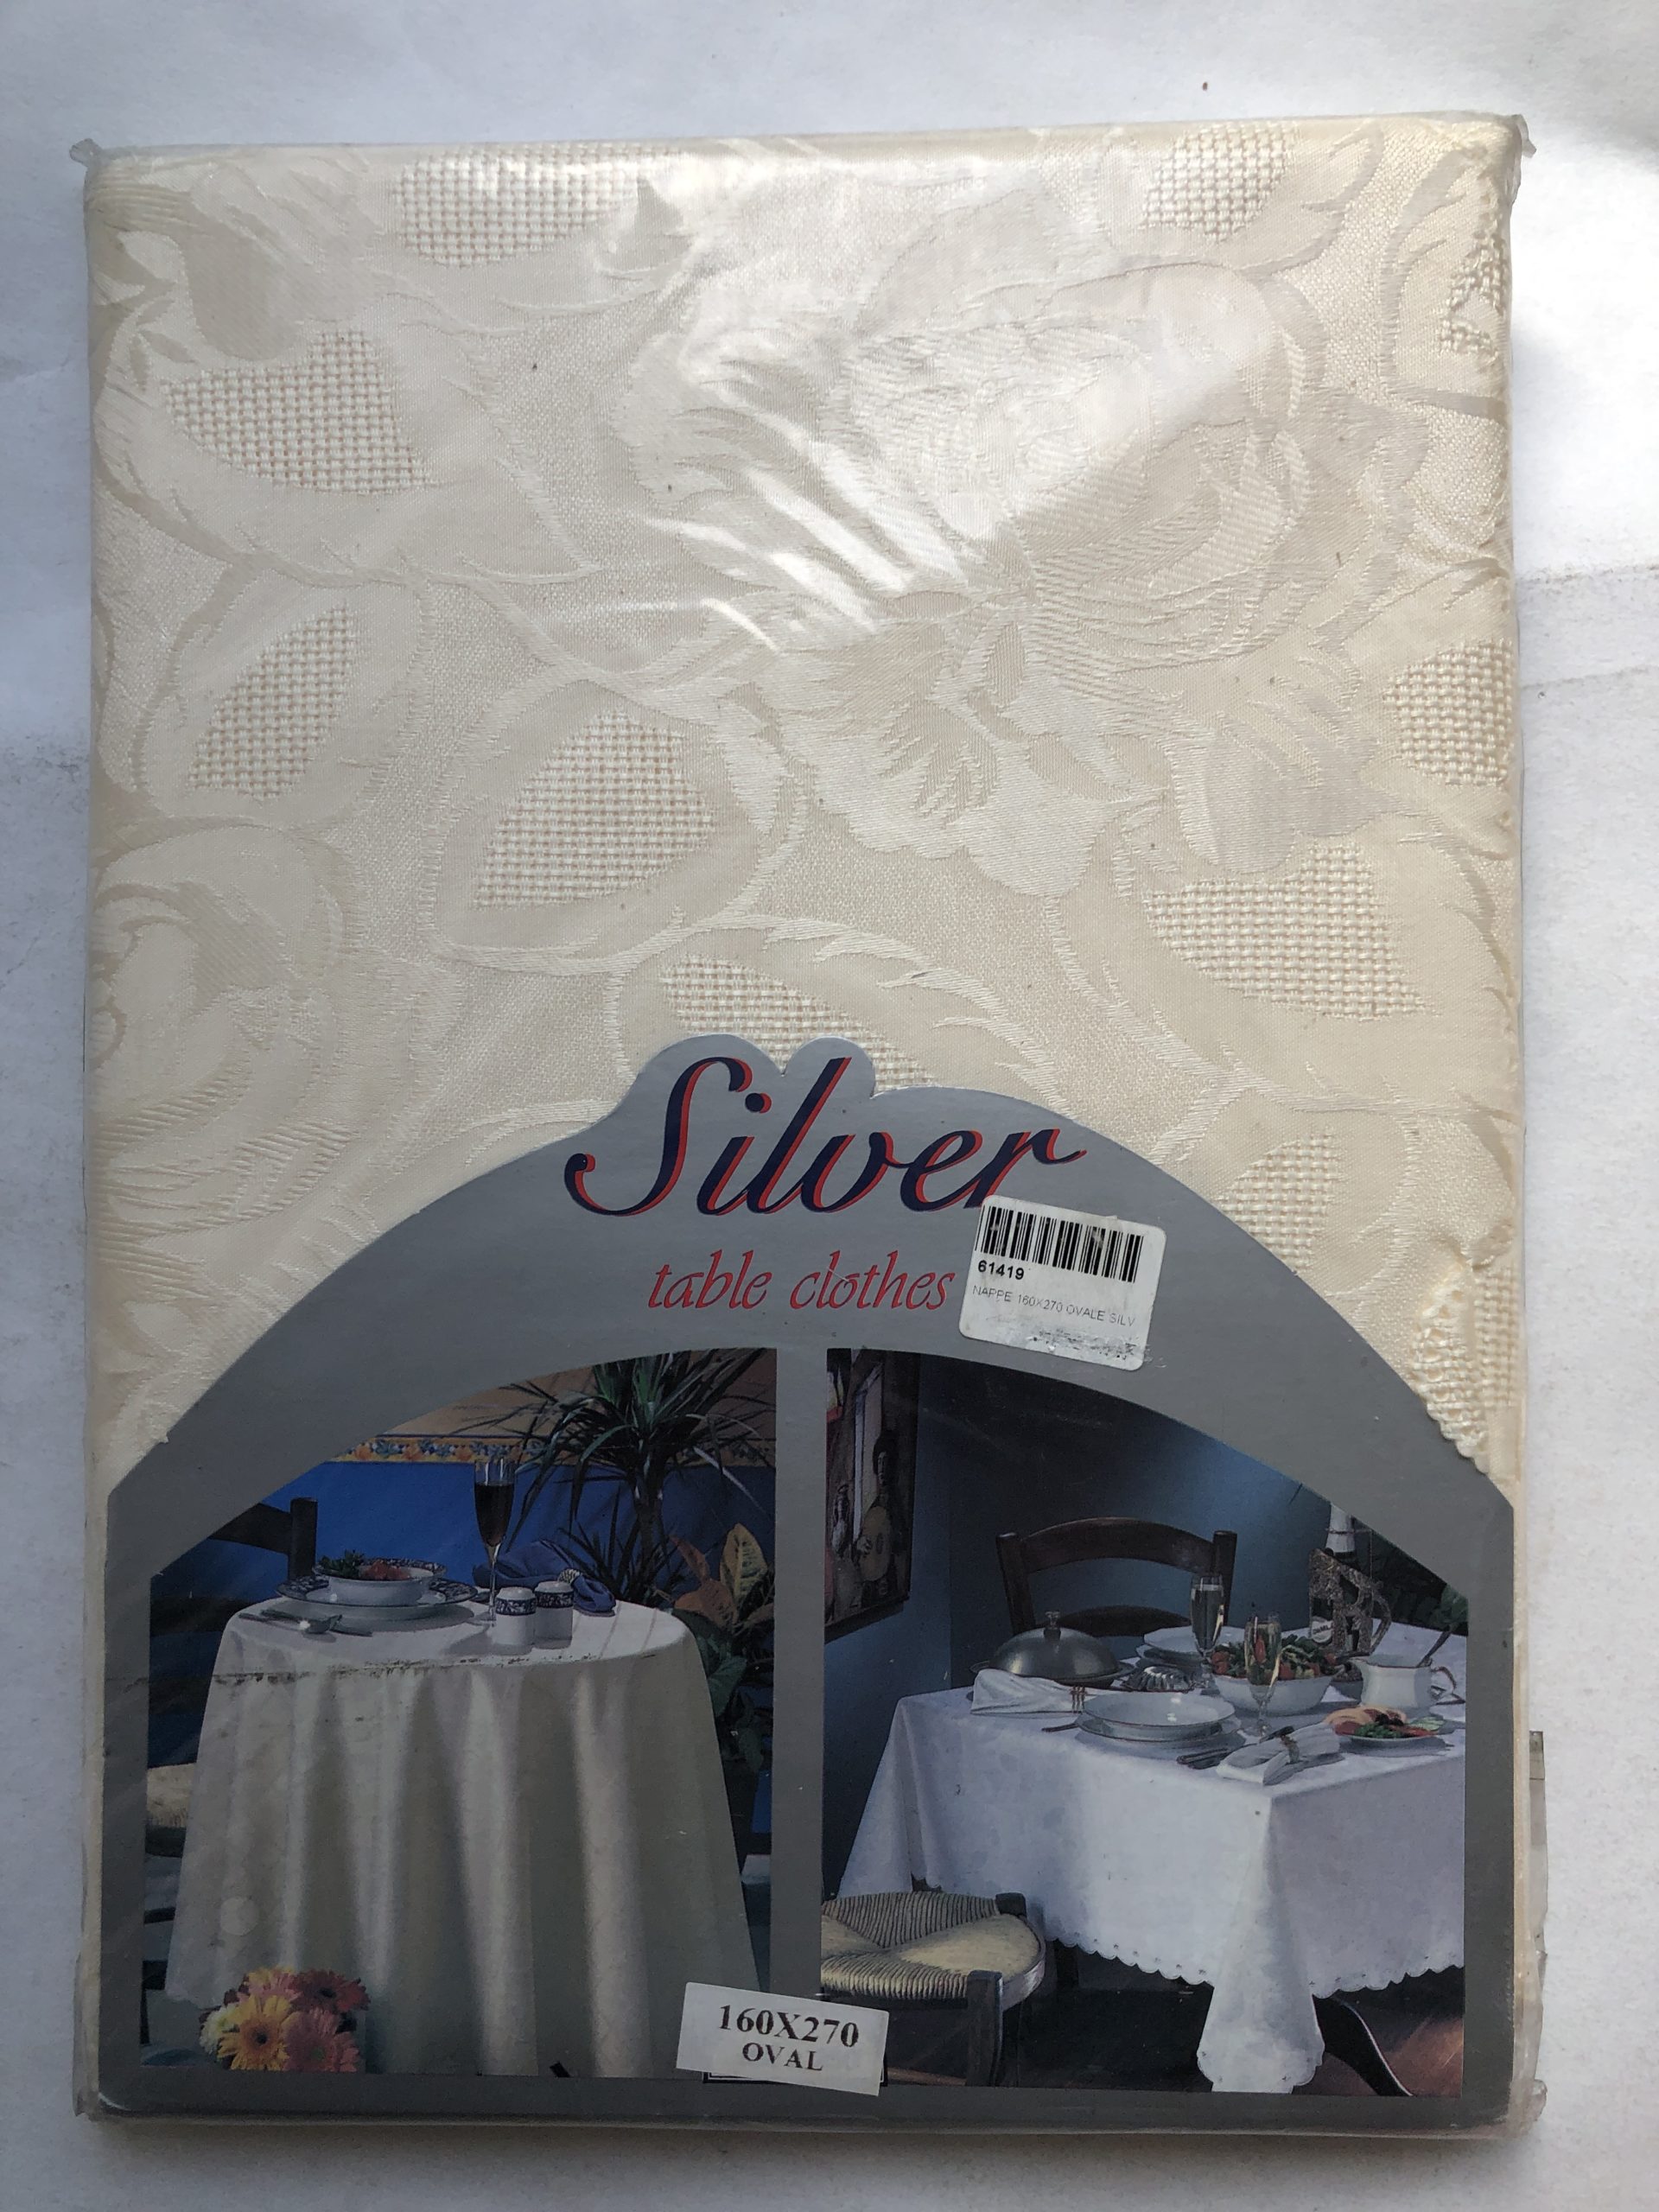 Silver
table clothes
61419
NAPPE 160X270 OVALE SILV
160X270
OVAL